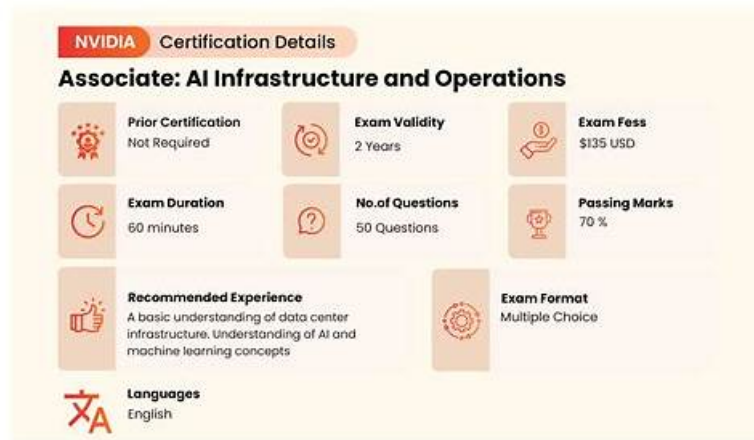 NVIDIA Certification Details
Associate: AI Infrastructure and Operations
Prior Certification
Not Required
Exam Validity
2 Years
Exam Fess
$135 USD
Exam Duration
60 minutes
No.of Questions
50 Questions
Passing Marks
70 %
Recommended Experience
A basic understanding of data center
infrastructure. Understanding of AI and
machine learning concepts
Exam Format
Multiple Choice
文A
Languages
English